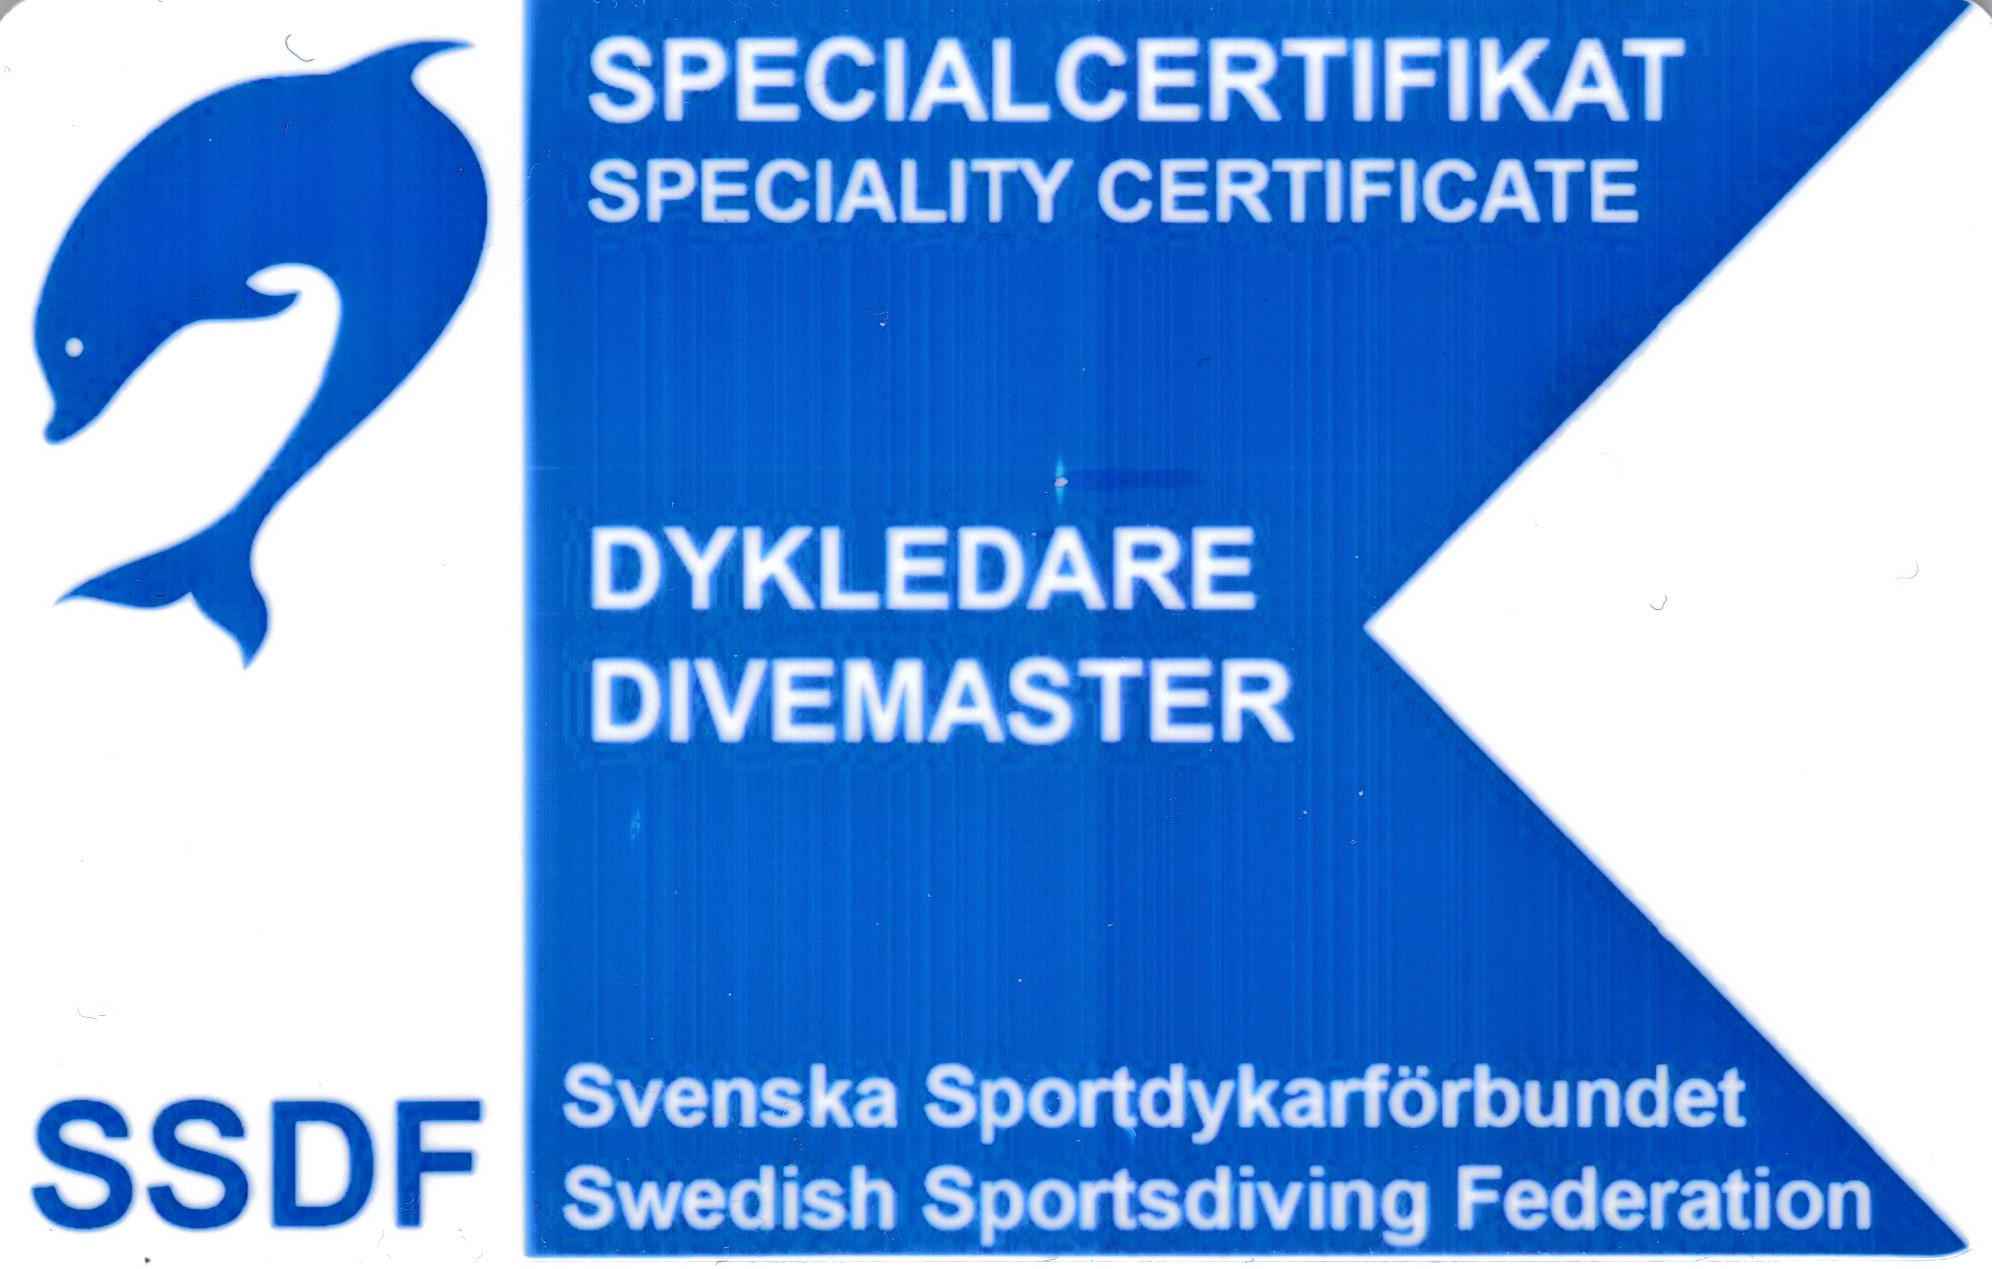 SPECIALCERTIFIKAT
SPECIALITY CERTIFICATE
DYKLEDARE
DIVEMASTER
SSDF
Svenska Sportdykarförbundet
Swedish Sportsdiving Federation